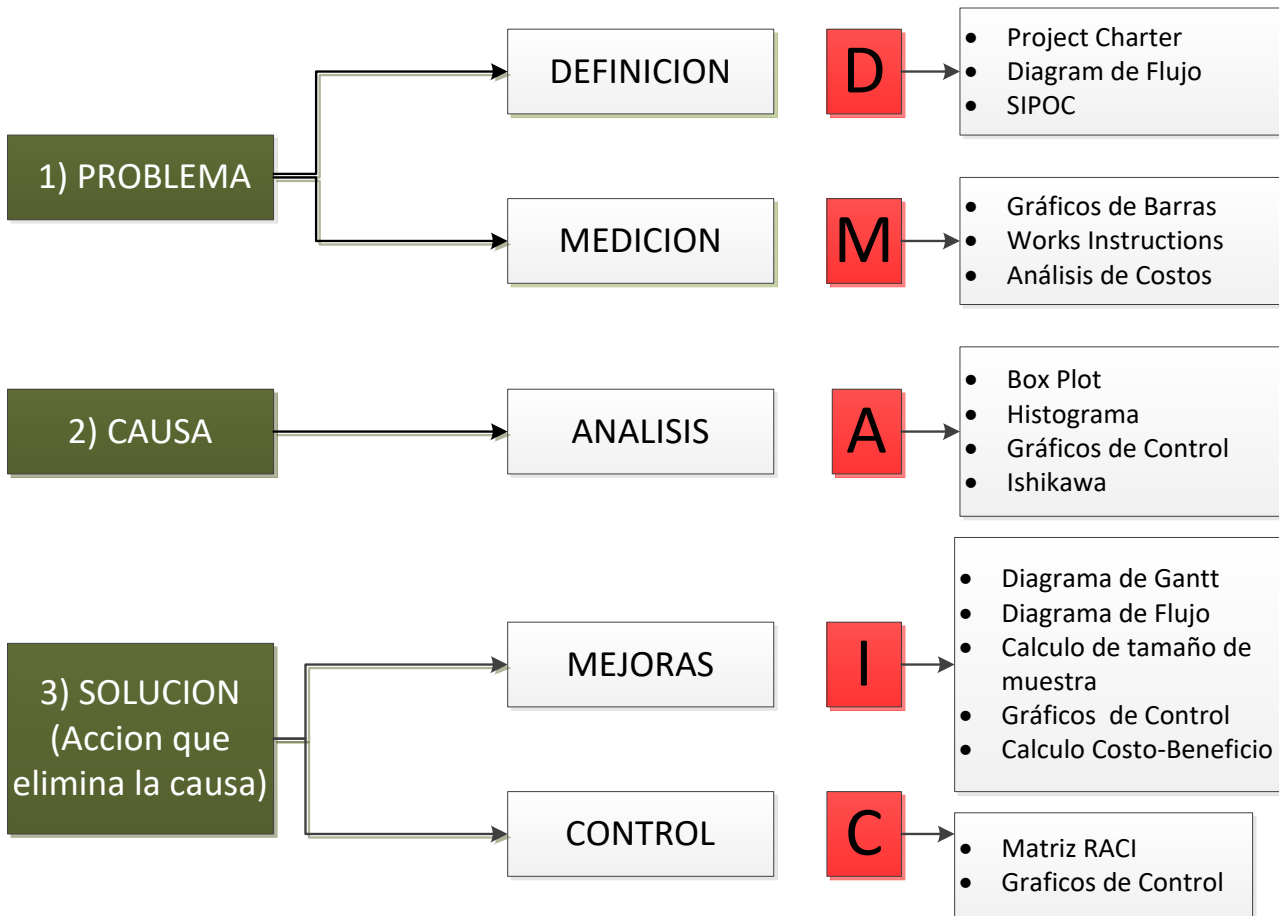 1) PROBLEMA
DEFINICION
D
• Project Charter
• Diagram de Flujo
• SIPOC
MEDICION
M
• Gráficos de Barras
• Works Instructions
• Análisis de Costos
2) CAUSA
ANALISIS
A
• Box Plot
• Histograma
• Gráficos de Control
• Ishikawa
3) SOLUCION
(Accion que
elimina la causa)
MEJORAS
I
• Diagrama de Gantt
• Diagrama de Flujo
• Calculo de tamaño de
muestra
• Gráficos de Control
• Calculo Costo-Beneficio
CONTROL
C
• Matriz RACI
• Graficos de Control